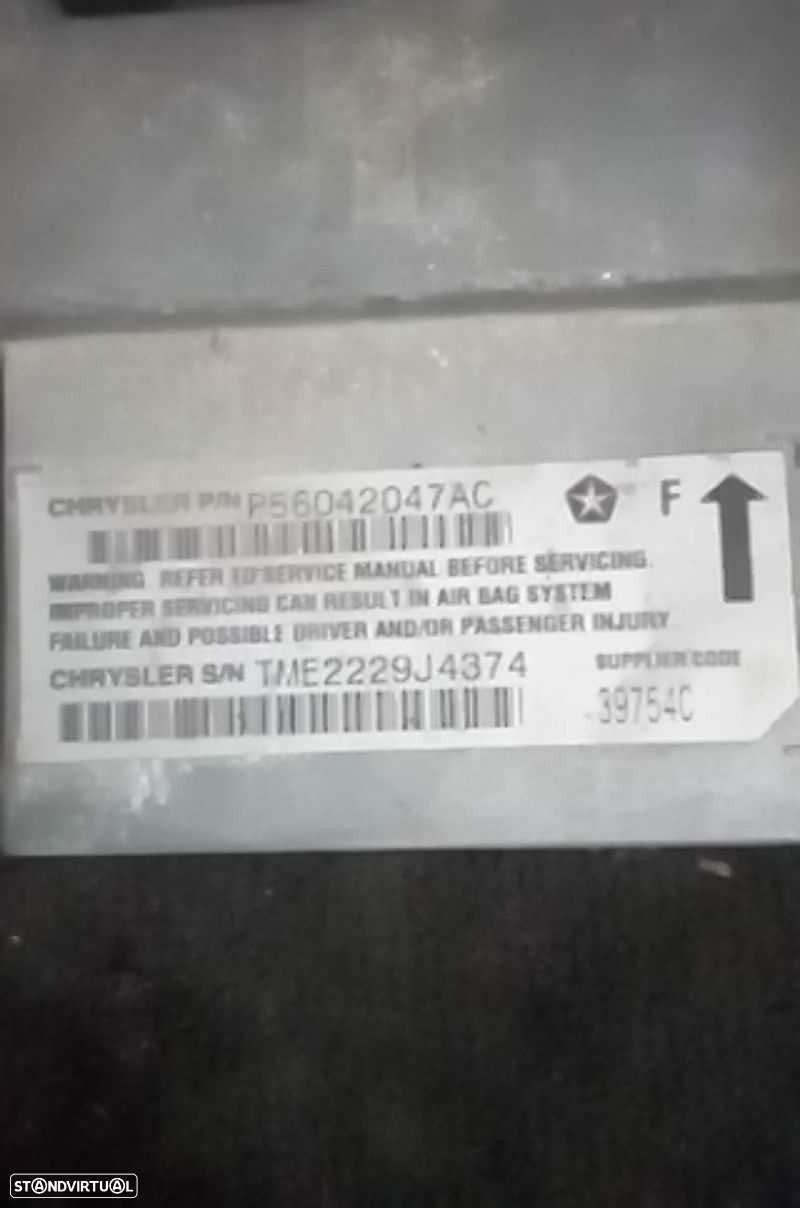 CHRYSLER P/N P56042047AC
F
WARNING REFER TO SERVICE MANUAL BEFORE SERVICING.
IMPROPER SERVICING CAN RESULT IN AIR BAG SYSTEM
FAILURE AND POSSIBLE DRIVER AND/OR PASSENGER INJURY
CHRYSLER S/N TME2229J4374
SUPPLIER CODE
39754C
STANDVIRTUAL